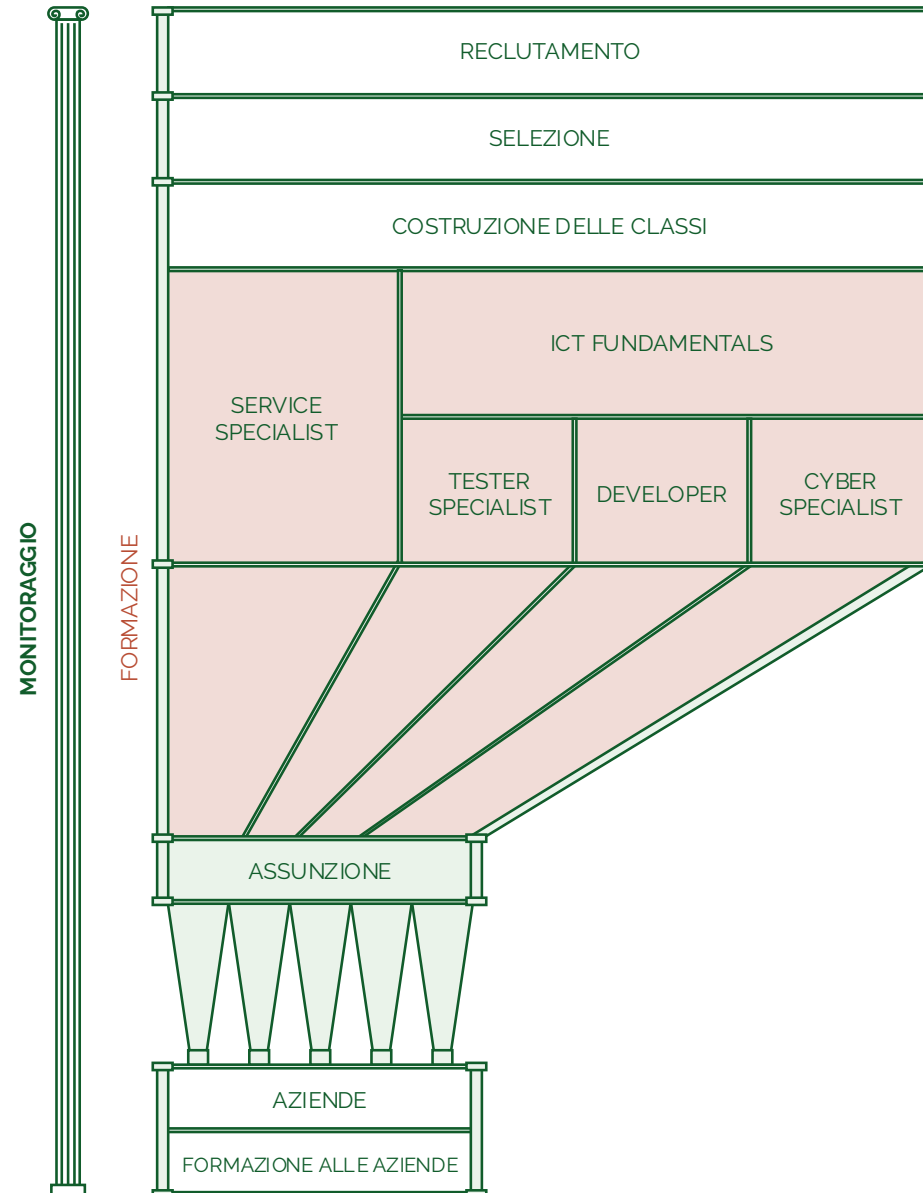 RECLUTAMENTO
SELEZIONE
COSTRUZIONE DELLE CLASSI
ICT FUNDAMENTALS
SERVICE
SPECIALIST
TESTER
SPECIALIST
DEVELOPER
CYBER
SPECIALIST
MONITORAGGIO
FORMAZIONE
ASSUNZIONE
AZIENDE
FORMAZIONE ALLE AZIENDE